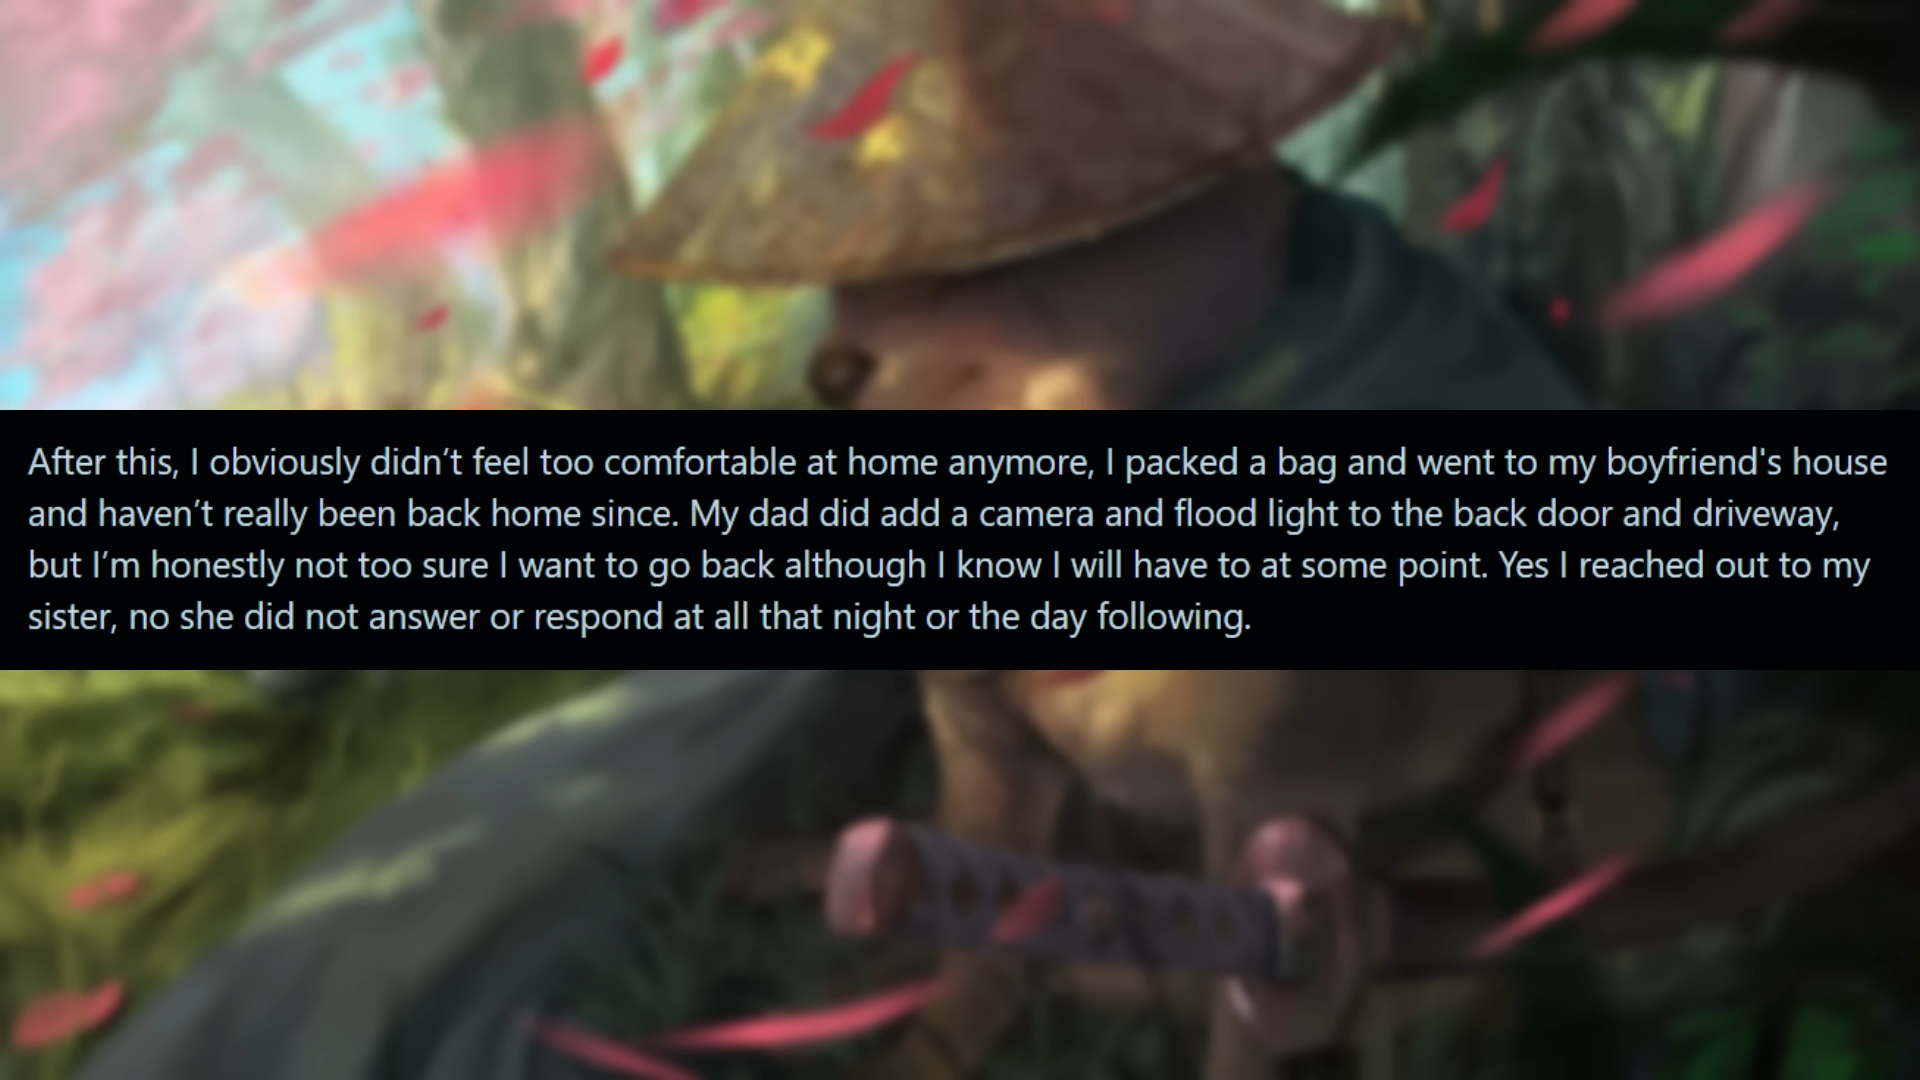 After this, I obviously didn’t feel too comfortable at home anymore, I packed a bag and went to my boyfriend's house
and haven’t really been back home since. My dad did add a camera and flood light to the back door and driveway,
but I’m honestly not too sure I want to go back although I know I will have to at some point. Yes I reached out to my
sister, no she did not answer or respond at all that night or the day following.